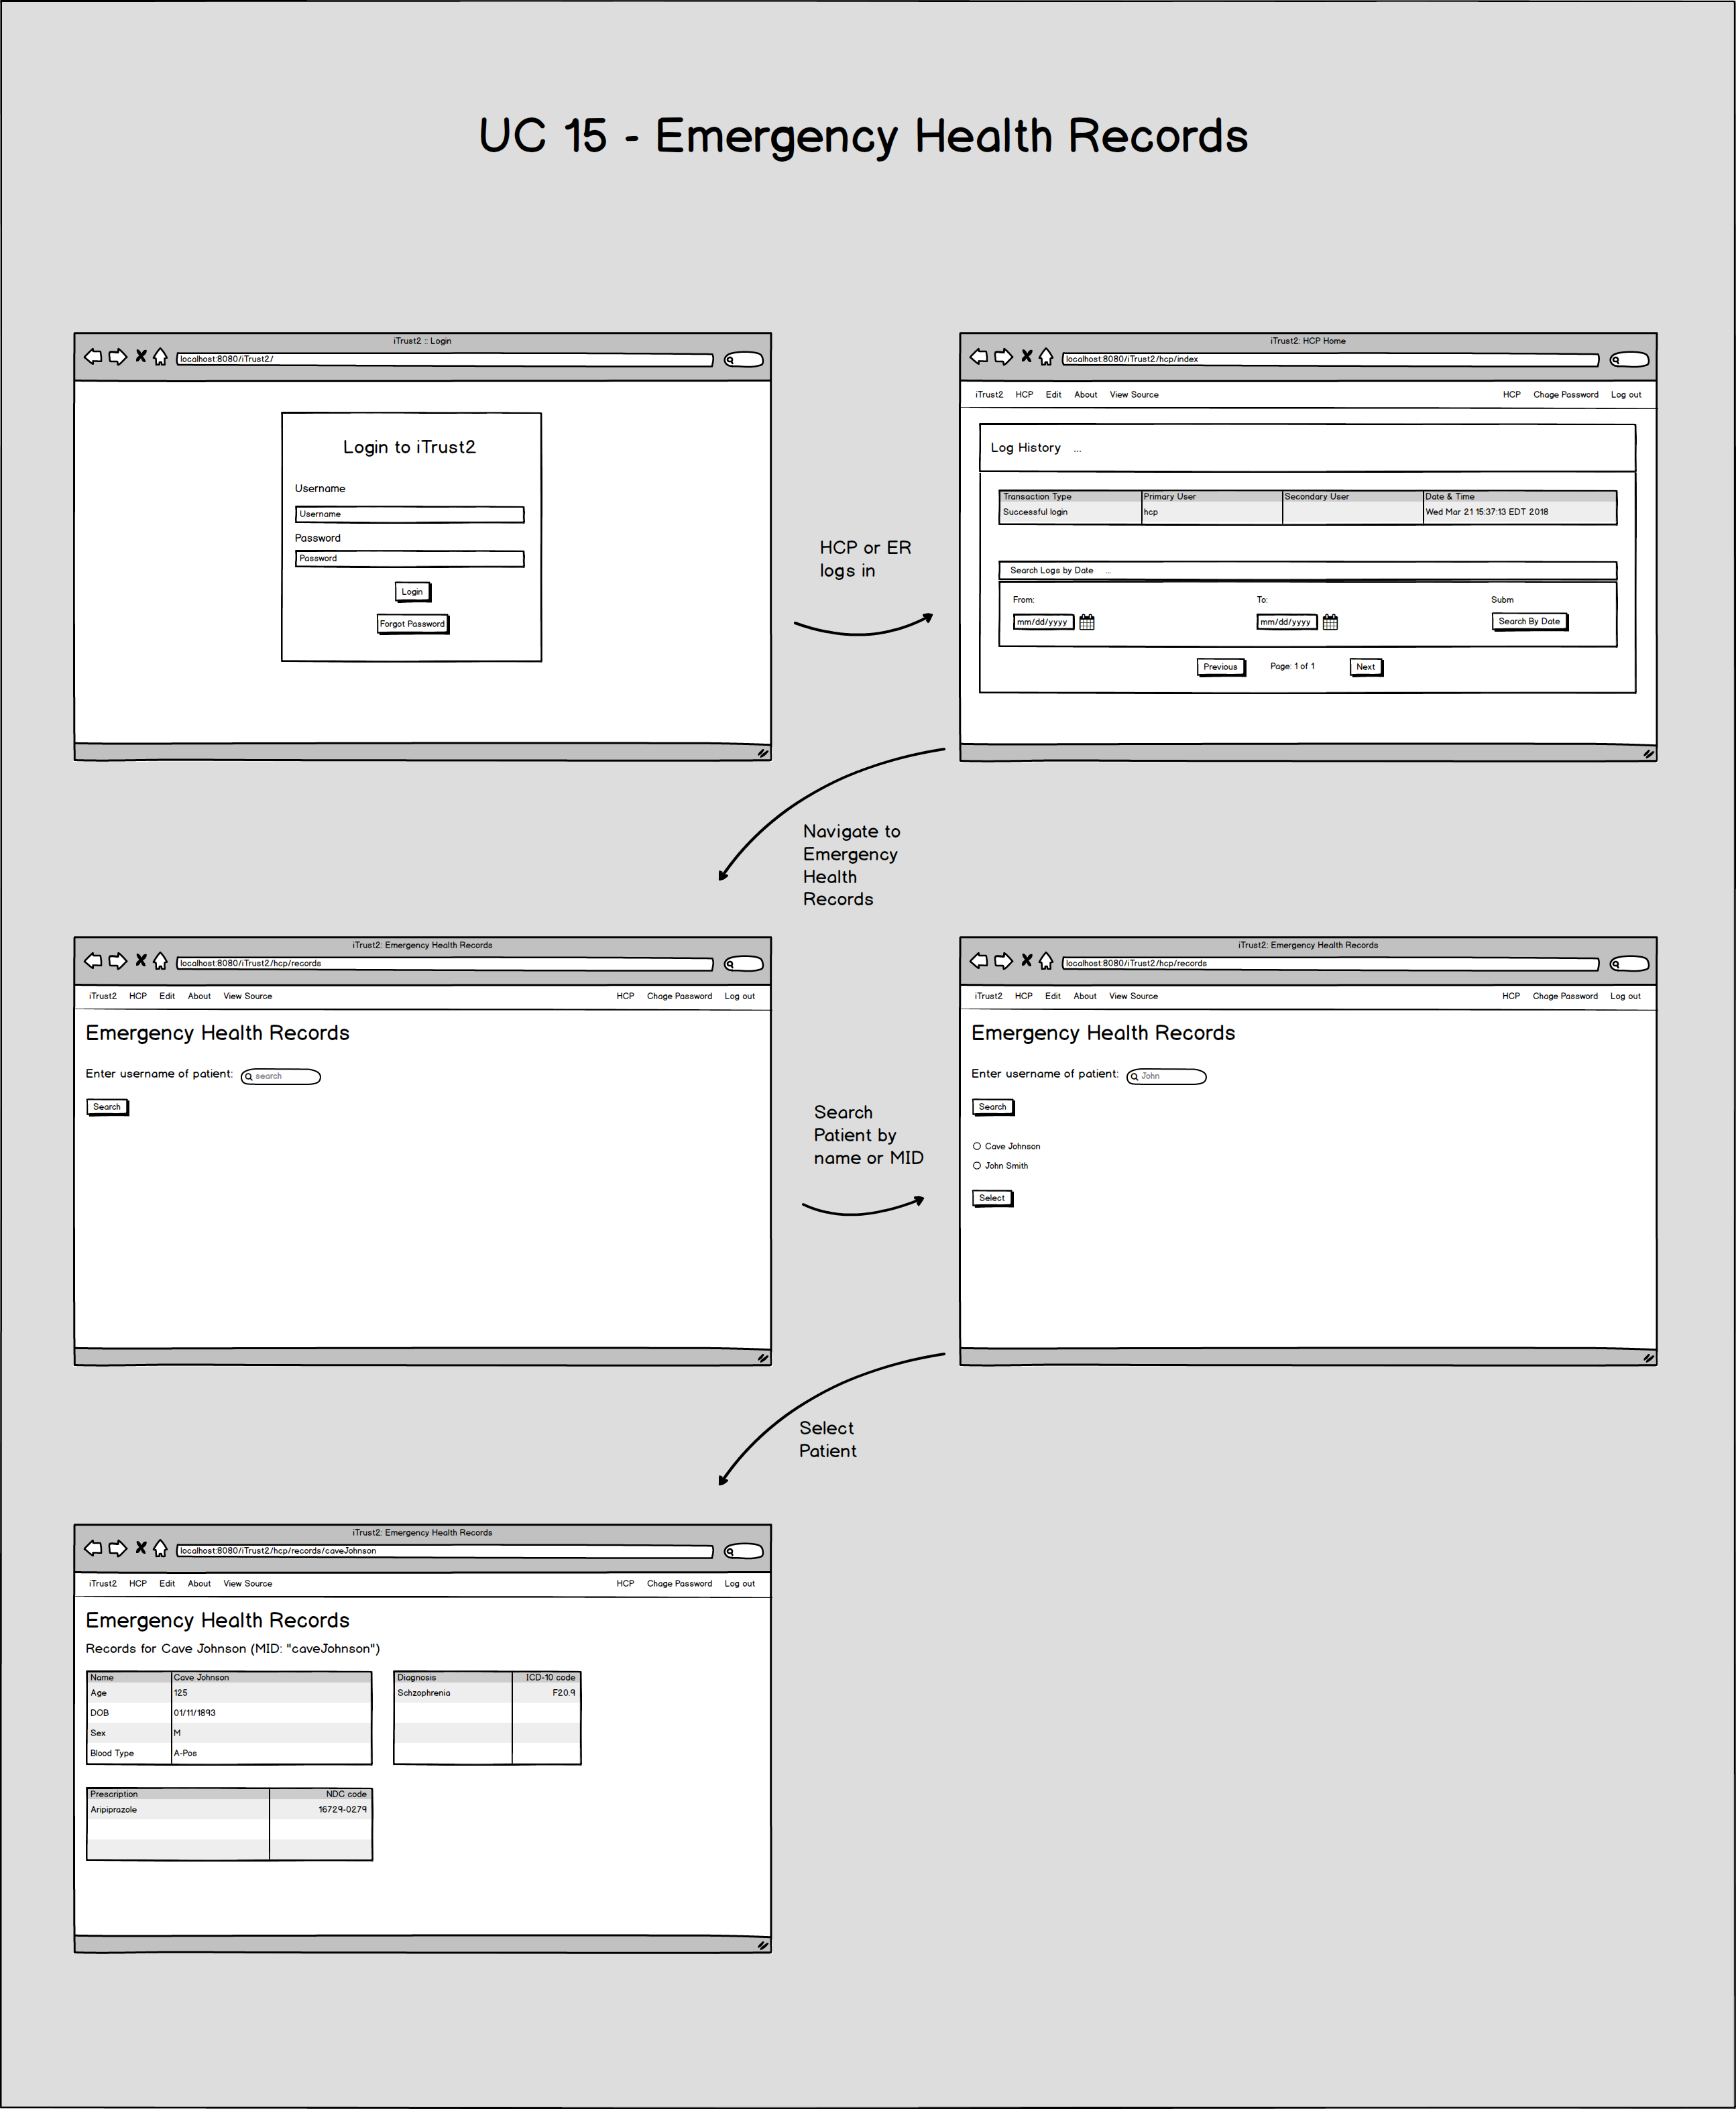 UC 15 - Emergency Health Records
iTrust2 :: Login
localhost:8080/iTrust2/
Login to iTrust2
Username
Username
Password
Password
Login
Forgot Password
HCP or ER
logs in
iTrust2: HCP Home
localhost:8080/iTrust2/hcp/index
iTrust2 HCP Edit About View Source HCP Chage Password Log out
Log History ...
Transaction Type Primary User Secondary User Date & Time
Successful login hcp Wed Mar 21 15:37:13 EDT 2018
Search Logs by Date ...
From: To: Subm
mm/dd/yyyy mm/dd/yyyy Search By Date
Previous Page: 1 of 1 Next
Navigate to
Emergency
Health
Records
iTrust2: Emergency Health Records
localhost:8080/iTrust2/hcp/records
iTrust2 HCP Edit About View Source HCP Chage Password Log out
Emergency Health Records
Enter username of patient: search
Search
Search
Patient by
name or MID
iTrust2: Emergency Health Records
localhost:8080/iTrust2/hcp/records
iTrust2 HCP Edit About View Source HCP Chage Password Log out
Emergency Health Records
Enter username of patient: John
Search
Cave Johnson
John Smith
Select
Select
Patient
iTrust2: Emergency Health Records
localhost:8080/iTrust2/hcp/records/caveJohnson
iTrust2 HCP Edit About View Source HCP Chage Password Log out
Emergency Health Records
Records for Cave Johnson (MID: "caveJohnson")
Name Cave Johnson
Age 125
DOB 01/11/1893
Sex M
Blood Type A-Pos
Diagnosis ICD-10 code
Schzophrenia F20.9
Prescription NDC code
Aripiprazole 16729-0279